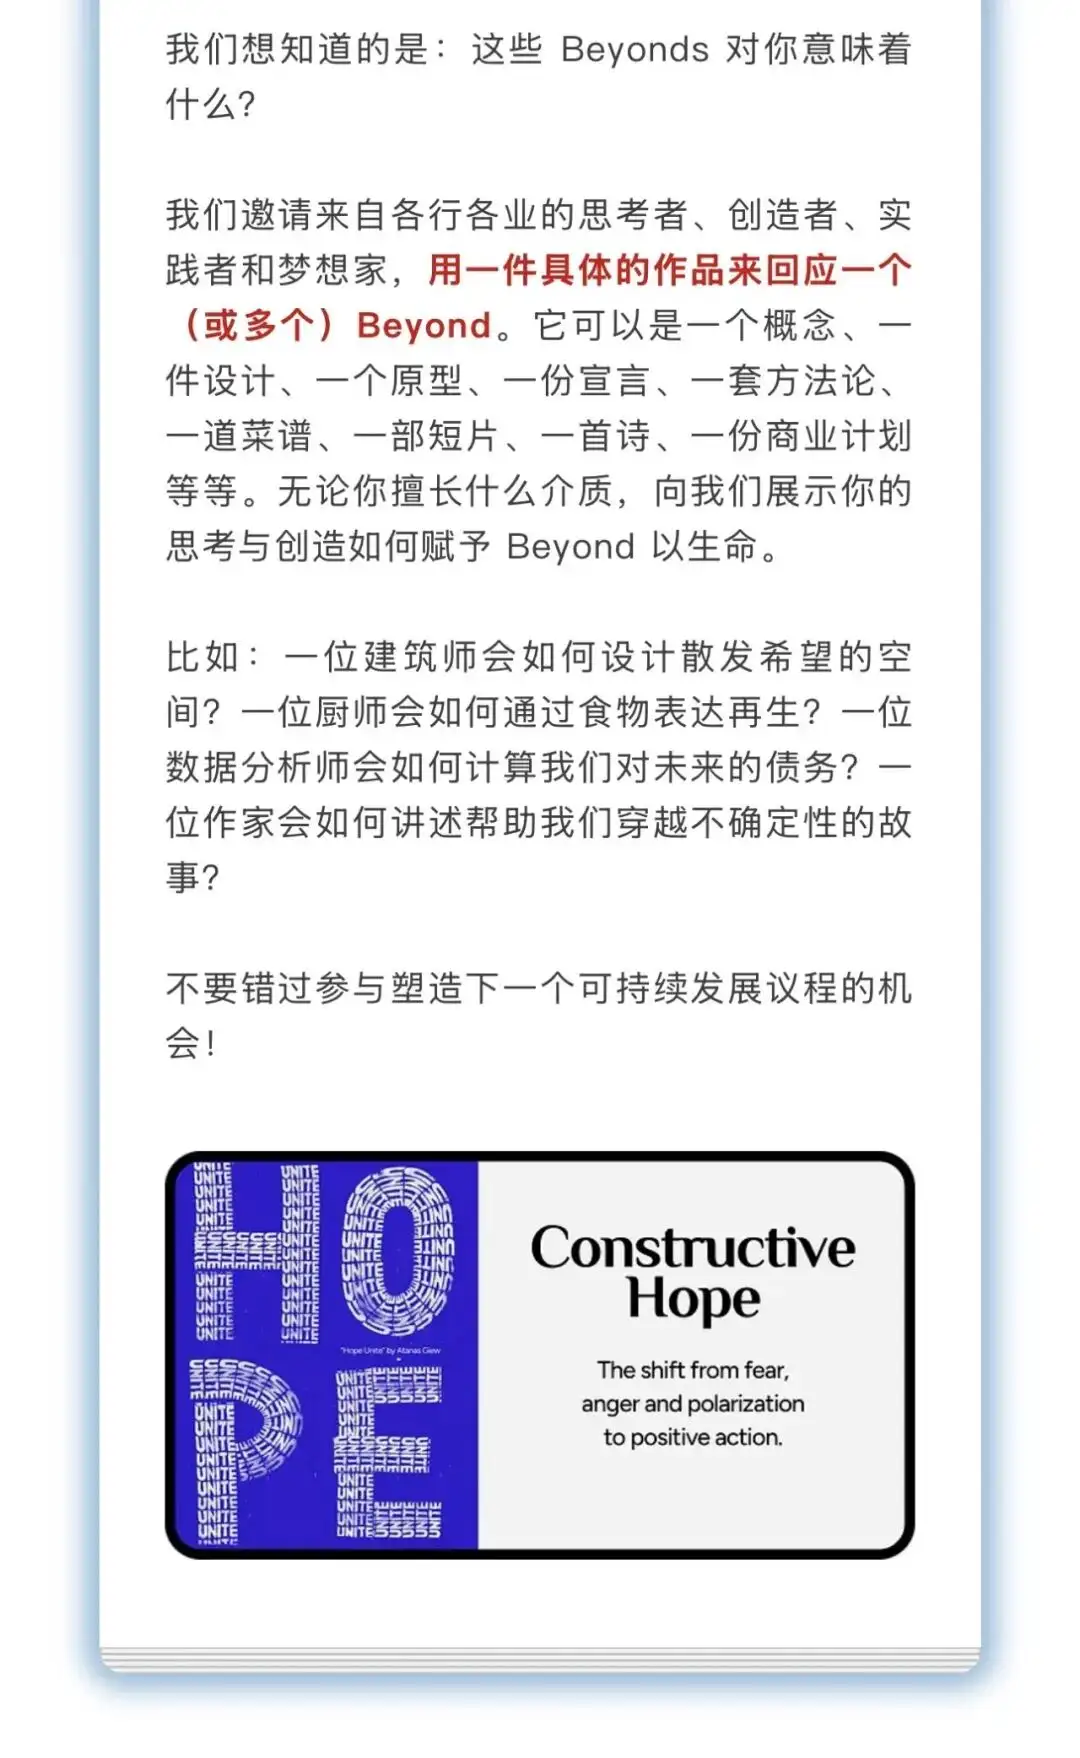 我们想知道的是：这些 Beyonds 对你意味着
什么？
我们邀请来自各行各业的思考者、创造者、实
践者和梦想家，用一件具体的作品来回应一个
（或多个）Beyond。它可以是一个概念、一
件设计、一个原型、一份宣言、一套方法论、
一道菜谱、一部短片、一首诗、一份商业计划
等等。无论你擅长什么介质，向我们展示你的
思考与创造如何赋予 Beyond 以生命。
比如：一位建筑师会如何设计散发希望的空
间？一位厨师会如何通过食物表达再生？一位
数据分析师会如何计算我们对未来的债务？一
位作家会如何讲述帮助我们穿越不确定性的故
事？
不要错过参与塑造下一个可持续发展议程的机
会！
HOPE
UNITE
"Hope Unite" by Atanas Giew
Constructive
Hope
The shift from fear,
anger and polarization
to positive action.